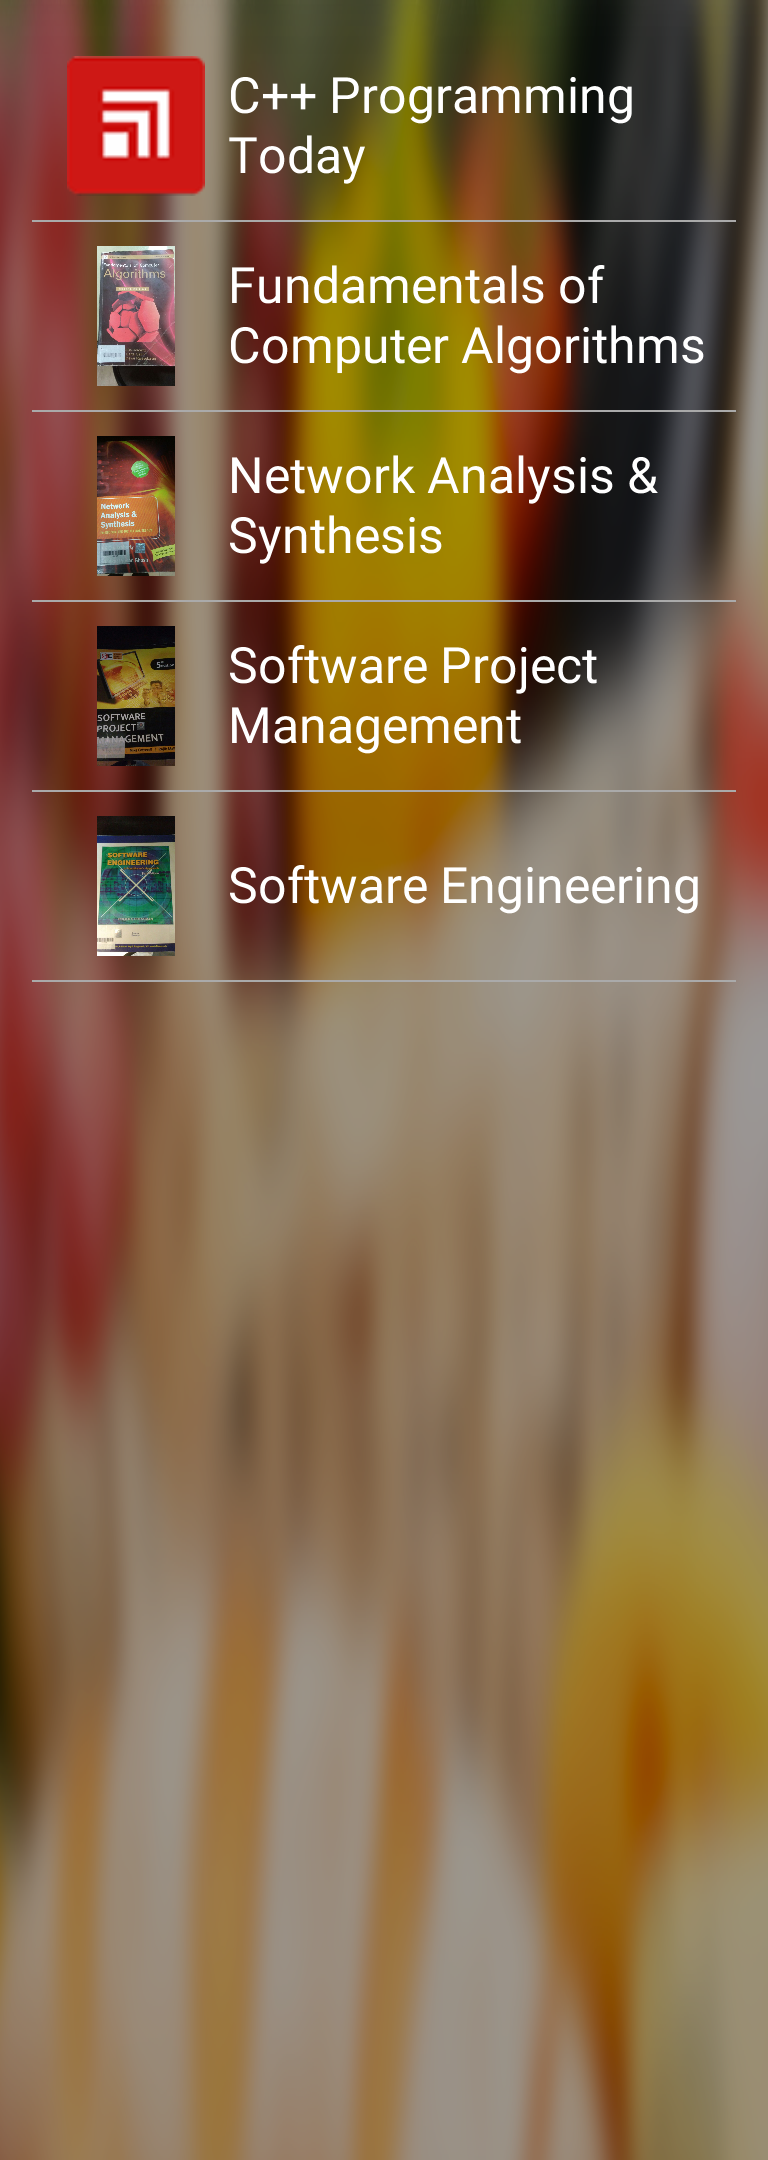 C++ Programming
Today
Algorithms
Fundamentals of
Computer Algorithms
Network
Analysis &
Synthesis
Network Analysis &
Synthesis
SOFTWARE
PROJECT
MANAGEMENT
Software Project
Management
SOFTWARE
ENGINEERING
Software Engineering